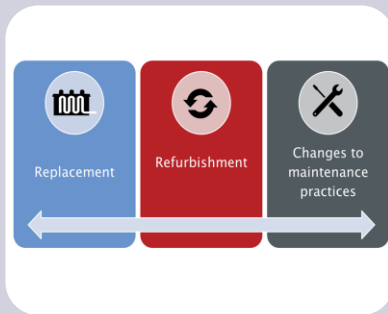 Replacement
Refurbishment
Changes to
maintenance
practices